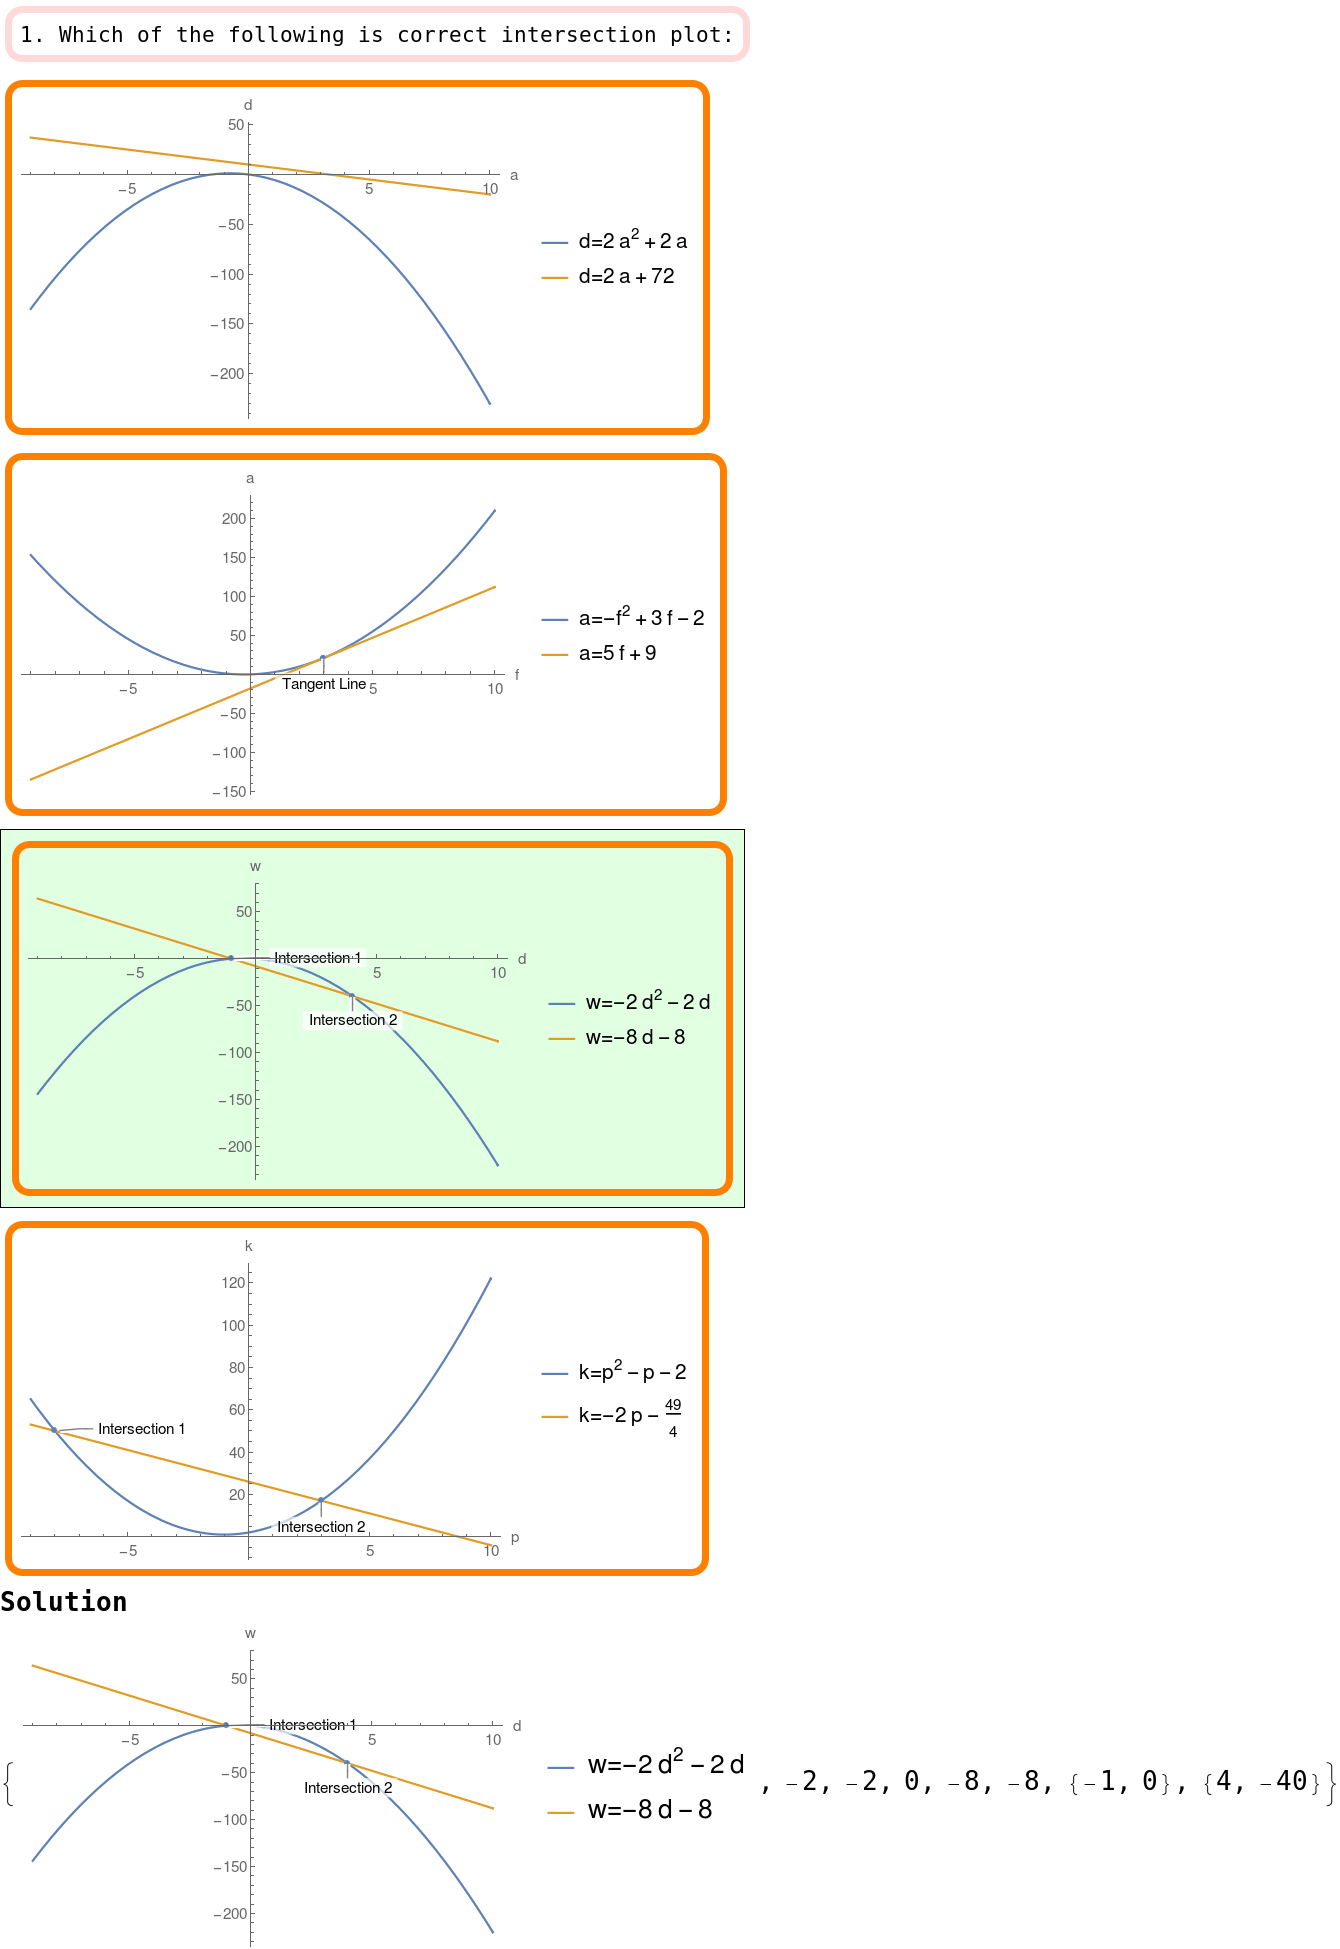 1. Which of the following is correct intersection plot:
d
50
−5
5
10
a
−50
−100
−150
−200
d=2 a² + 2 a
d=2 a + 72
a
200
150
100
50
−5
5
10
f
Tangent Line
−50
−100
−150
a=−f² + 3 f − 2
a=5 f + 9
w
50
Intersection 1
−5
5
10
d
−50
Intersection 2
−100
−150
−200
w=−2 d² − 2 d
w=−8 d − 8
k
120
100
80
60
Intersection 1
40
20
Intersection 2
−5
5
10
p
k=p² − p − 2
k=−2 p − 49/4
Solution
w
50
Intersection 1
−5
5
10
d
−50
Intersection 2
−100
−150
−200
w=−2 d² − 2 d
w=−8 d − 8
{ , −2, −2, 0, −8, −8, {−1, 0}, {4, −40}}